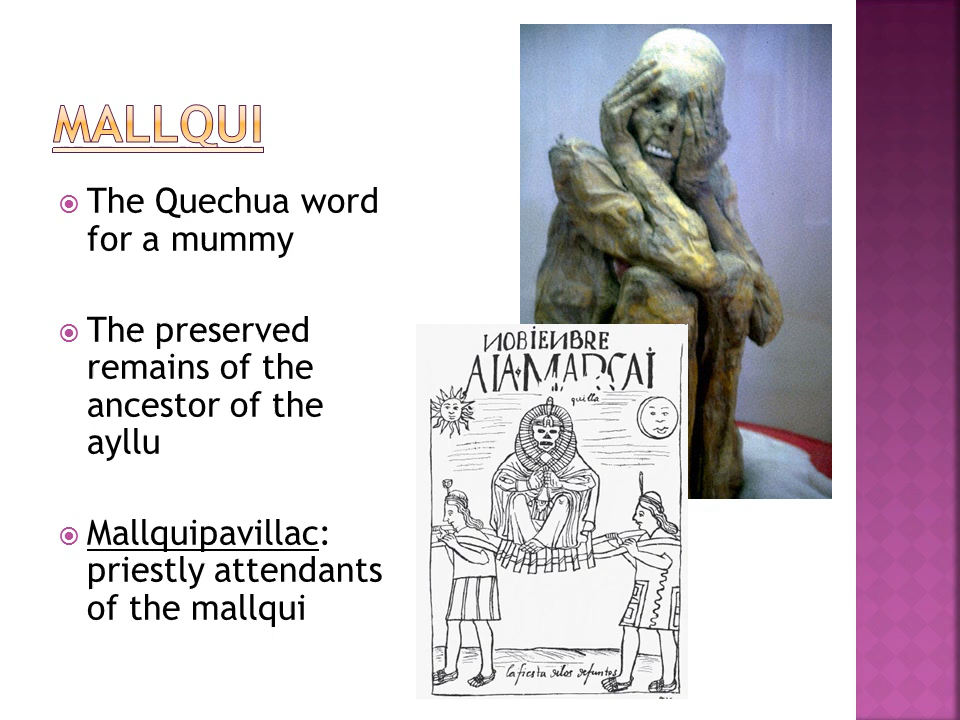 MALLQUI
The Quechua word
for a mummy
The preserved
remains of the
ancestor of the
ayllu
Mallquipavillac:
priestly attendants
of the mallqui
NOBIENBRE
AIA·MARCAI
quilla
la fiesta delos defuntos